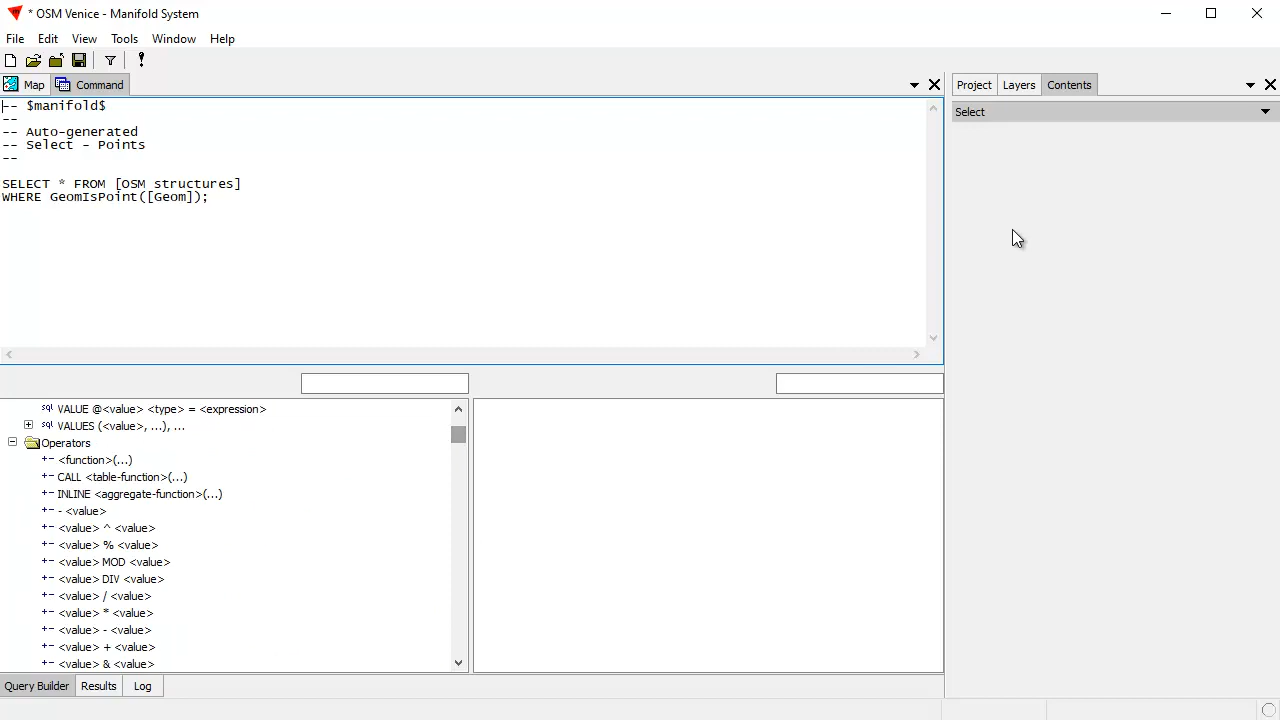 * OSM Venice - Manifold System
File Edit View Tools Window Help
Map Command
Project Layers Contents
Select
-- $manifold$
--
-- Auto-generated
-- Select - Points
--
SELECT * FROM [OSM structures]
WHERE GeomIsPoint([Geom]);
VALUE @<value> <type> = <expression>
VALUES (<value>, ...), ...
Operators
<function>(...)
CALL <table-function>(...)
INLINE <aggregate-function>(...)
- <value>
<value> ^ <value>
<value> % <value>
<value> MOD <value>
<value> DIV <value>
<value> / <value>
<value> * <value>
<value> - <value>
<value> + <value>
<value> & <value>
Query Builder Results Log